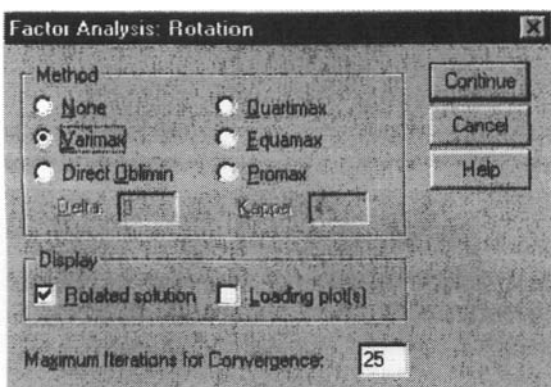 Factor Analysis: Rotation
Method
None
Quartimax
Varimax
Equamax
Direct Oblimin
Promax
Delta: 0
Kappa: 4
Display
Rotated solution
Loading plot(s)
Maximum Iterations for Convergence: 25
Continue
Cancel
Help